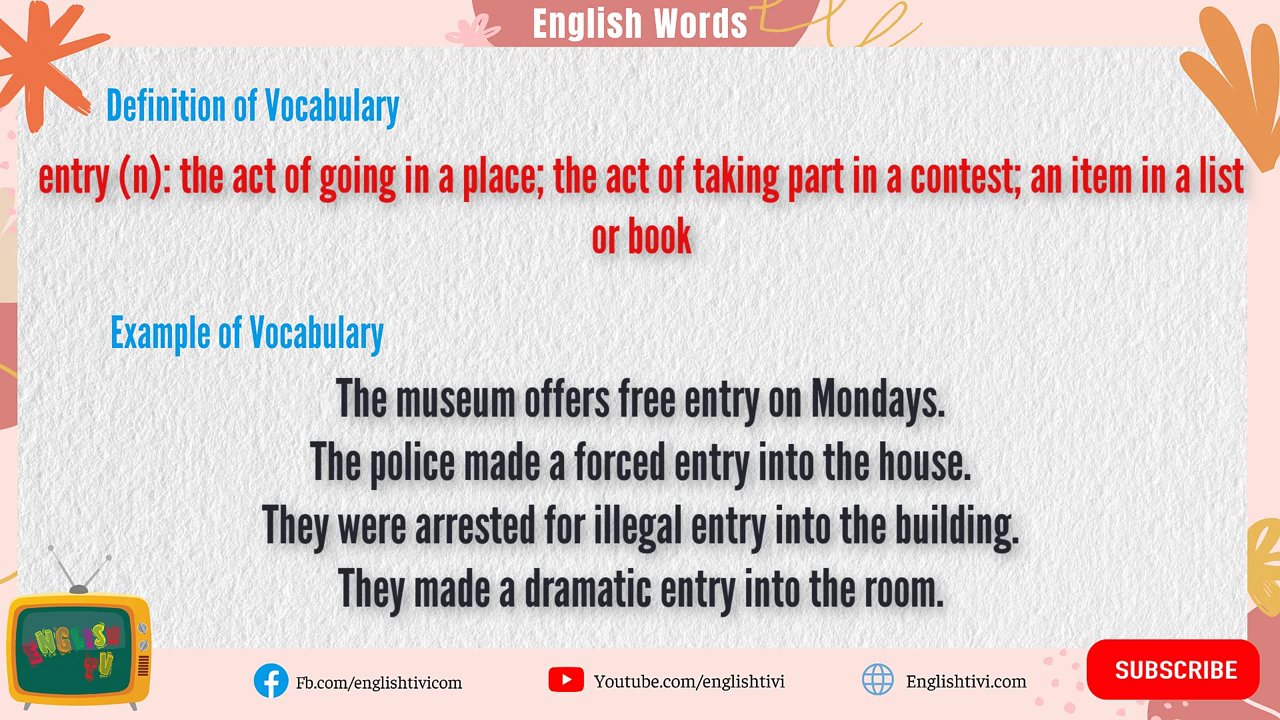 English Words
Definition of Vocabulary
entry (n): the act of going in a place; the act of taking part in a contest; an item in a list
or book
Example of Vocabulary
The museum offers free entry on Mondays.
The police made a forced entry into the house.
They were arrested for illegal entry into the building.
They made a dramatic entry into the room.
ENGLISH
TV
Fb.com/englishtivicom
Youtube.com/englishtivi
Englishtivi.com
SUBSCRIBE